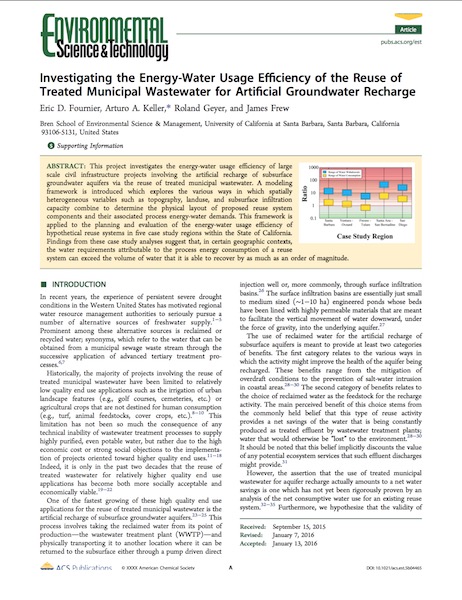 ENVIRONMENTAL
Science & Technology
Article
pubs.acs.org/est
Investigating the Energy-Water Usage Efficiency of the Reuse of
Treated Municipal Wastewater for Artificial Groundwater Recharge
Eric D. Fournier, Arturo A. Keller,* Roland Geyer, and James Frew
Bren School of Environmental Science & Management, University of California at Santa Barbara, Santa Barbara, California
93106-5131, United States
Supporting Information
ABSTRACT: This project investigates the energy-water usage efficiency of large
scale civil infrastructure projects involving the artificial recharge of subsurface
groundwater aquifers via the reuse of treated municipal wastewater. A modeling
framework is introduced which explores the various ways in which spatially
heterogeneous variables such as topography, landuse, and subsurface infiltration
capacity combine to determine the physical layout of proposed reuse system
components and their associated process energy-water demands. This framework is
applied to the planning and evaluation of the energy-water usage efficiency of
hypothetical reuse systems in five case study regions within the State of California.
Findings from these case study analyses suggest that, in certain geographic contexts,
the water requirements attributable to the process energy consumption of a reuse
system can exceed the volume of water that it is able to recover by as much as an order of magnitude.
Ratio
1000
100
10
1
0.1
Case Study Region
INTRODUCTION
In recent years, the experience of persistent severe drought
conditions in the Western United States has motivated regional
water resource management authorities to seriously pursue a
number of alternative sources of freshwater supply.1−5
Prominent among these alternative sources is reclaimed or
recycled water; synonyms, which refer to the water that can be
obtained from a municipal sewage waste stream through the
successive application of advanced tertiary treatment pro-
cesses.6,7
Historically, the majority of projects involving the reuse of
treated municipal wastewater have been limited to relatively
low quality end use applications such as the irrigation of urban
landscape features (e.g., golf courses, cemeteries, etc.) or
agricultural crops that are not destined for human consumption
(e.g., turf, animal feedstocks, cover crops, etc.).8−10 This
limitation has not been so much the consequence of any
technical inability of wastewater treatment processes to supply
highly purified, even potable water, but rather due to the high
economic cost or strong social objections to the implementa-
tion of projects oriented toward higher quality end uses.11−18
Indeed, it is only in the past two decades that the reuse of
treated wastewater for relatively higher quality end use
applications has become both more socially acceptable and
economically viable.19−22
One of the fastest growing of these high quality end use
applications for the reuse of treated municipal wastewater is the
artificial recharge of subsurface groundwater aquifers.23−25 This
process involves taking the reclaimed water from its point of
production—the wastewater treatment plant (WWTP)—and
physically transporting it to another location where it can be
returned to the subsurface either through a pump driven direct
injection well or, more commonly, through surface infiltration
basins.26 The surface infiltration basins are essentially just small
to medium sized (∼1−10 ha) engineered ponds whose beds
have been lined with highly permeable materials that are meant
to facilitate the vertical movement of water downward, under
the force of gravity, into the underlying aquifer.27
The use of reclaimed water for the artificial recharge of
subsurface aquifers is meant to provide at least two categories
of benefits. The first category relates to the various ways in
which the activity might improve the health of the aquifer being
recharged. These benefits range from the mitigation of
overdraft conditions to the prevention of salt-water intrusion
in coastal areas.28−30 The second category of benefits relates to
the choice of reclaimed water as the feedstock for the recharge
activity. The main perceived benefit of this choice stems from
the commonly held belief that this type of reuse activity
provides a net savings of the water that is being constantly
produced as treated effluent by wastewater treatment plants;
water that would otherwise be "lost" to the environment.28−30
It should be noted that this belief implicitly discounts the value
of any potential ecosystem services that such effluent discharges
might provide.31
However, the assertion that the use of treated municipal
wastewater for aquifer recharge actually amounts to a net water
savings is one which has not yet been rigorously proven by an
analysis of the net consumptive water use for an existing reuse
system.32−35 Furthermore, we hypothesize that the validity of
Received: September 15, 2015
Revised: January 7, 2016
Accepted: January 13, 2016
ACS Publications
© XXXX American Chemical Society
A